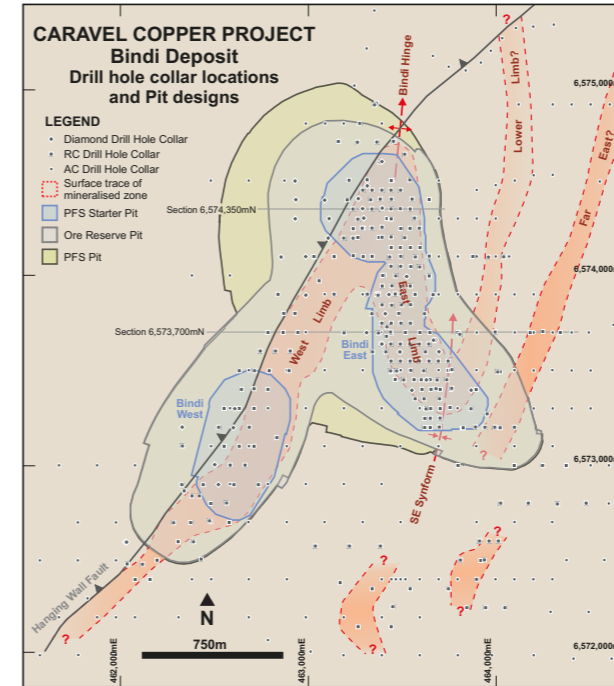 CARAVEL COPPER PROJECT
Bindi Deposit
Drill hole collar locations
and Pit designs
LEGEND
Diamond Drill Hole Collar
RC Drill Hole Collar
AC Drill Hole Collar
Surface trace of
mineralised zone
PFS Starter Pit
Ore Reserve Pit
PFS Pit
Bindi Hinge
Lower
Limb?
Far
East?
?
?
6,575,000mN
Section 6,574,350mN
6,574,000mN
Section 6,573,700mN
West
Limb
East
Limb
Bindi
East
Bindi
West
6,573,000mN
?
?
SE Synform
Hanging Wall Fault
?
?
?
?
?
N
750m
6,572,000mN
462,000mE
463,000mE
464,000mE